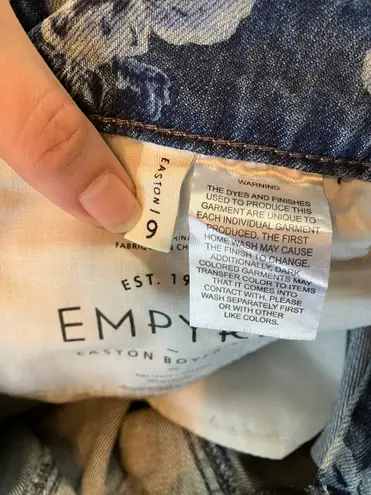 EASTON / 9
WARNING
THE DYES AND FINISHES
USED TO PRODUCE THIS
GARMENT ARE UNIQUE TO
EACH INDIVIDUAL GARMENT
PRODUCED. THE FIRST
HOME WASH MAY CAUSE
THE FINISH TO CHANGE.
ADDITIONALLY, DARK
COLORED GARMENTS MAY
TRANSFER COLOR TO ITEMS
THAT IT COMES INTO
CONTACT WITH. PLEASE
WASH SEPARATELY FIRST
OR WITH OTHER
LIKE COLORS.
EST. 19
EMPY
EASTON